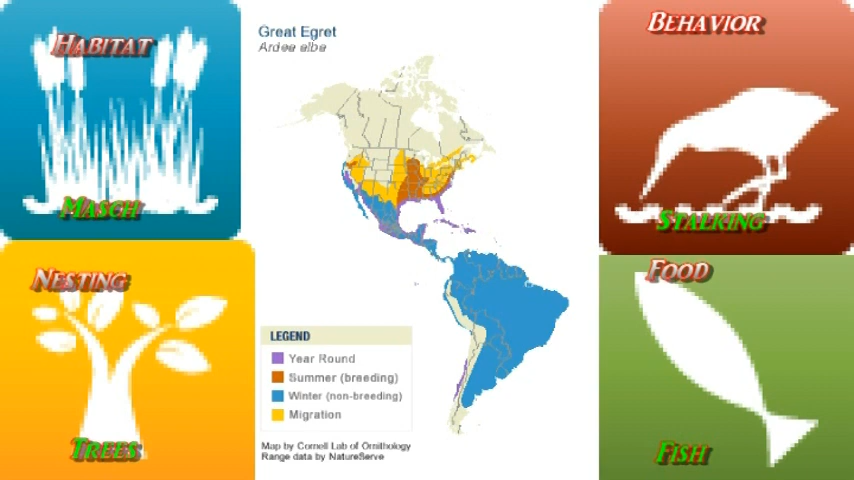 Habitat
Masch
Nesting
Trees
Great Egret
Ardea alba
LEGEND
Year Round
Summer (breeding)
Winter (non-breeding)
Migration
Map by Cornell Lab of Ornithology
Range data by NatureServe
Behavior
Stalking
Food
Fish